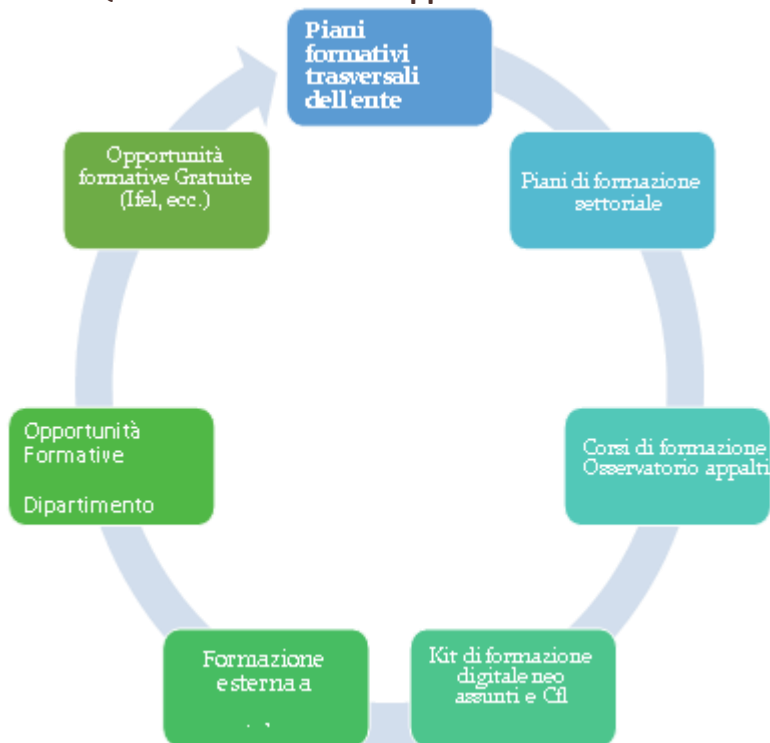 Piani
formativi
trasversali
dell'ente
Piani di formazione
settoriale
Corsi di formazione
Osservatorio appalti
Kit di formazione
digitale neo
assunti e Cfl
Formazione
esterna a
Opportunità
Formative
Dipartimento
Opportunità
formative Gratuite
(Ifel, ecc.)